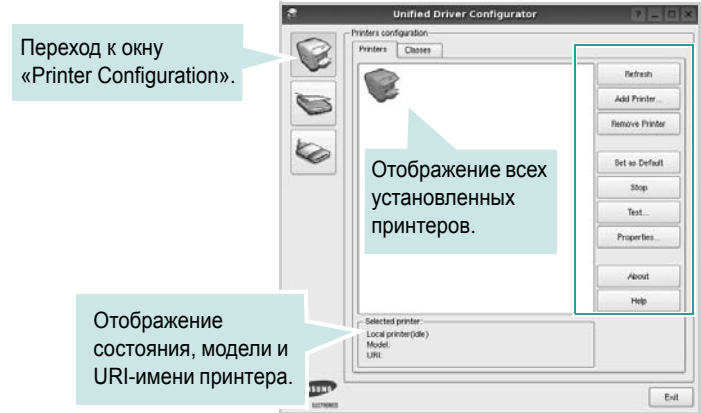 Unified Driver Configurator
Переход к окну
«Printer Configuration».
Printers configuration
Printers Classes
Refresh
Add Printer...
Remove Printer
Set as Default
Stop
Test...
Properties...
About
Help
Отображение всех
установленных
принтеров.
Selected printer:
Local printer(idle)
Model:
URI:
Отображение
состояния, модели и
URI-имени принтера.
ELECTRONICS
Exit